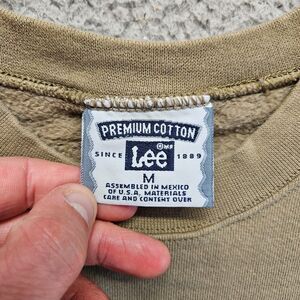 PREMIUM COTTON
SINCE Lee 1889
M
ASSEMBLED IN MEXICO
OF U.S.A. MATERIALS
CARE AND CONTENT OVER